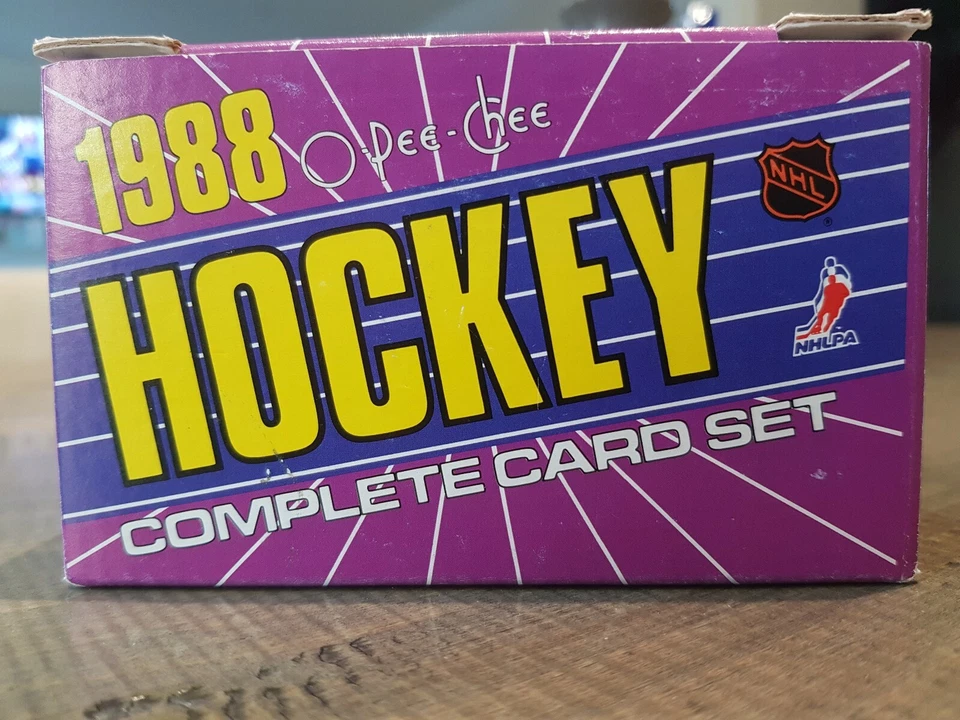 1988 O-Pee-Chee
HOCKEY
NHL
®
NHLPA
COMPLETE CARD SET